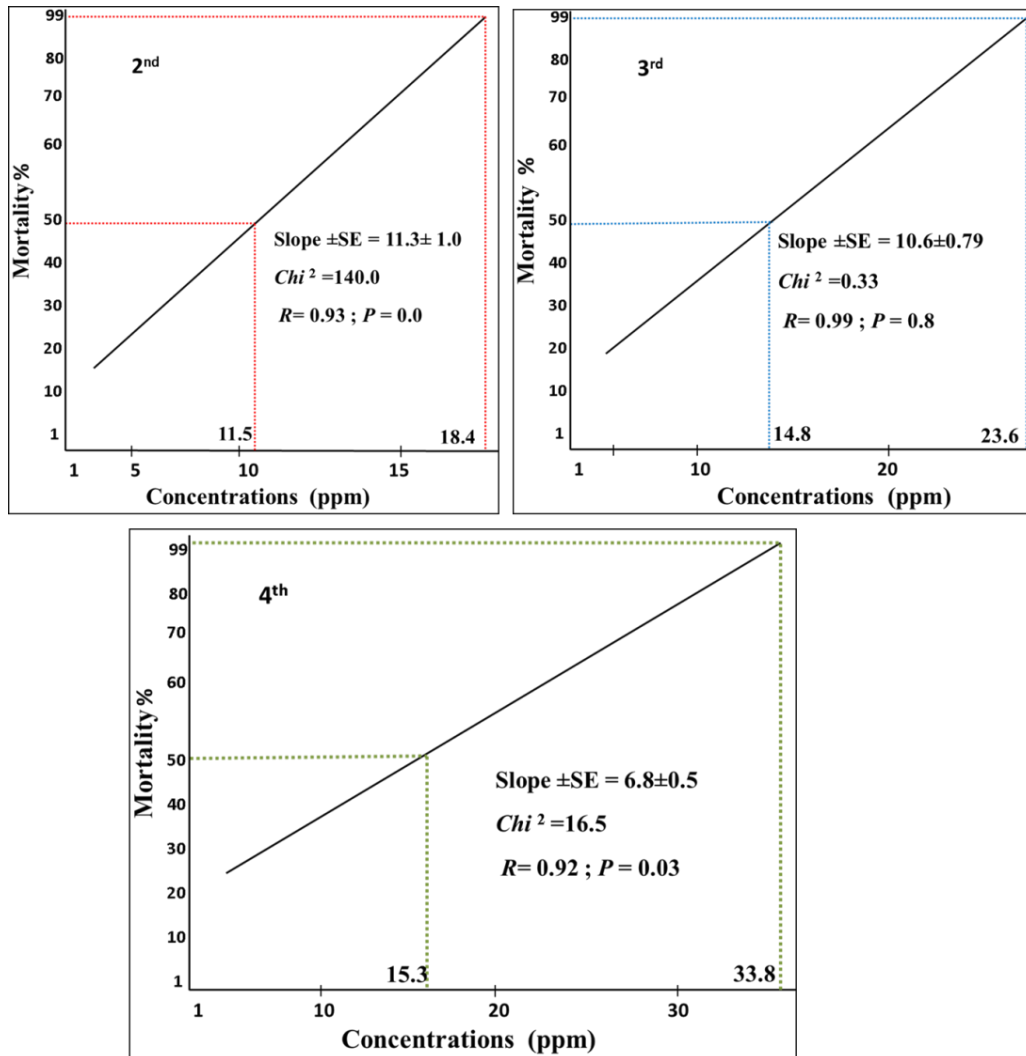 2nd
Mortality%
99
80
70
60
50
40
30
20
10
1
Slope ±SE = 11.3± 1.0
Chi 2 =140.0
R= 0.93 ; P = 0.0
11.5
18.4
1
5
10
15
Concentrations (ppm)
3rd
Mortality %
99
80
70
60
50
40
30
20
10
1
Slope ±SE = 10.6±0.79
Chi 2 =0.33
R= 0.99 ; P = 0.8
14.8
23.6
1
10
20
Concentrations (ppm)
4th
Mortality%
99
80
70
60
50
40
30
20
10
1
Slope ±SE = 6.8±0.5
Chi 2 =16.5
R= 0.92 ; P = 0.03
15.3
33.8
1
10
20
30
Concentrations (ppm)